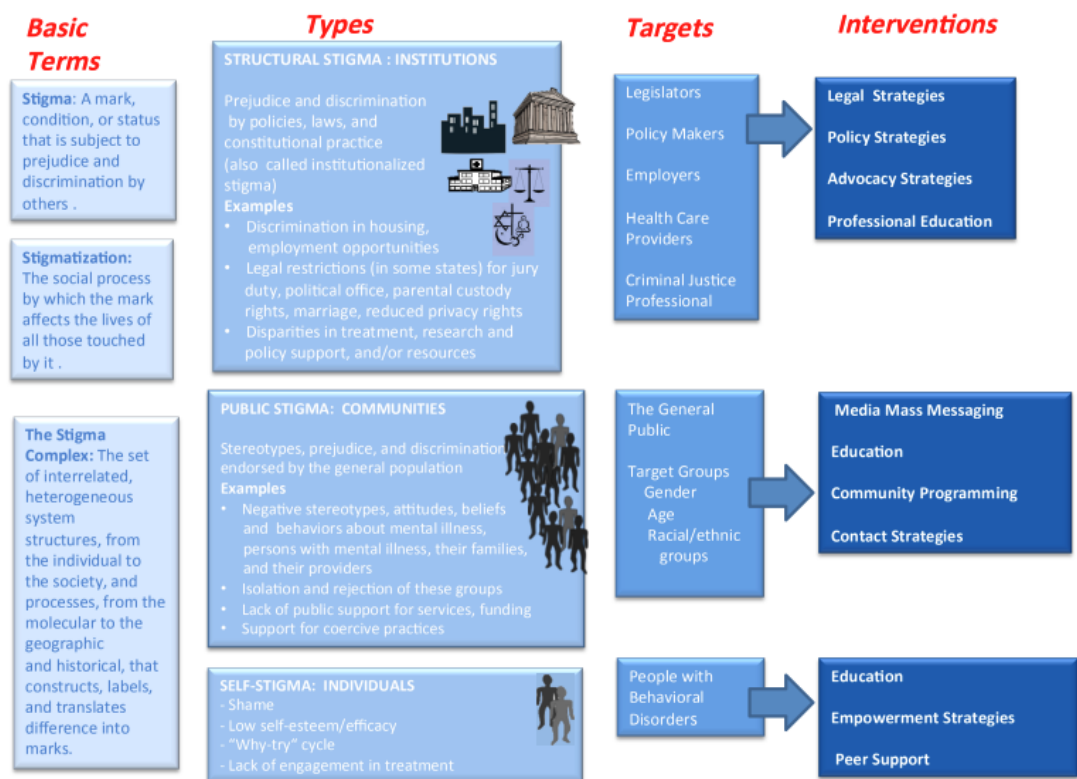 Basic
Terms
Types
Targets
Interventions
Stigma: A mark,
condition, or status
that is subject to
prejudice and
discrimination by
others .
Stigmatization:
The social process
by which the mark
affects the lives of
all those touched
by it .
The Stigma
Complex: The set
of interrelated,
heterogeneous
system
structures, from
the individual to
the society, and
processes, from the
molecular to the
geographic
and historical, that
constructs, labels,
and translates
difference into
marks.
STRUCTURAL STIGMA : INSTITUTIONS
Prejudice and discrimination
by policies, laws, and
constitutional practice
(also called institutionalized
stigma)
Examples
• Discrimination in housing,
employment opportunities
• Legal restrictions (in some states) for jury
duty, political office, parental custody
rights, marriage, reduced privacy rights
• Disparities in treatment, research and
policy support, and/or resources
Legislators
Policy Makers
Employers
Health Care
Providers
Criminal Justice
Professional
Legal Strategies
Policy Strategies
Advocacy Strategies
Professional Education
PUBLIC STIGMA: COMMUNITIES
Stereotypes, prejudice, and discrimination
endorsed by the general population
Examples
• Negative stereotypes, attitudes, beliefs
and behaviors about mental illness,
persons with mental illness, their families,
and their providers
• Isolation and rejection of these groups
• Lack of public support for services, funding
• Support for coercive practices
The General
Public
Target Groups
Gender
Age
Racial/ethnic
groups
Media Mass Messaging
Education
Community Programming
Contact Strategies
SELF-STIGMA: INDIVIDUALS
- Shame
- Low self-esteem/efficacy
- "Why-try" cycle
- Lack of engagement in treatment
People with
Behavioral
Disorders
Education
Empowerment Strategies
Peer Support